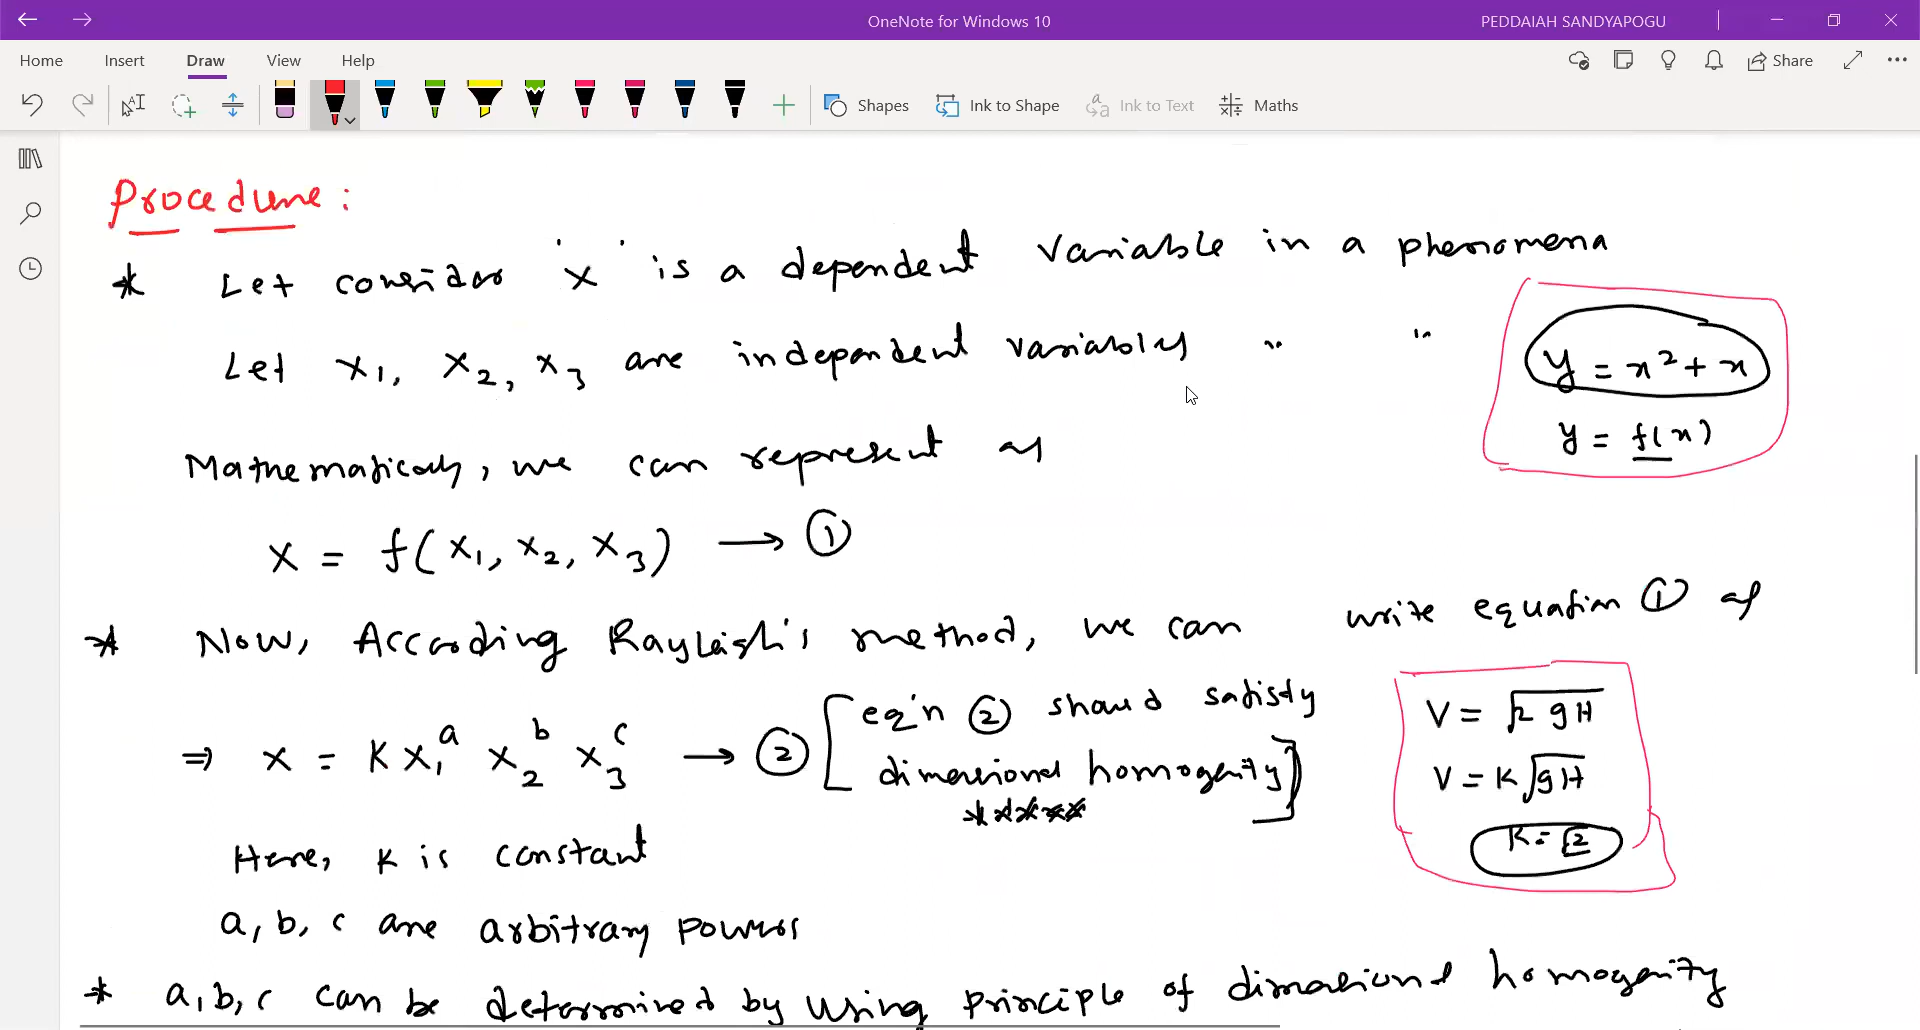 OneNote for Windows 10
PEDDAIAH SANDYAPOGU
Home Insert Draw View Help
Share
Shapes Ink to Shape Ink to Text Maths
Procedure :
* Let consider 'X' is a dependent variable in a phenomena
Let X1, X2, X3 are independent variables " "
y = x² + x
y = f(x)
Mathematically, we can represent as
X = f(X1, X2, X3) → ①
* Now, According Rayleigh's method, we can write equation ① as
⇒ X = K X1^a X2^b X3^c → ② [eq'n ② should satisfy
dimensional homogenity]
*****
V = √2gH
V = K√gH
K = √2
Here, K is constant
a, b, c are arbitrary powers
* a, b, c can be determined by using principle of dimensional homogenity